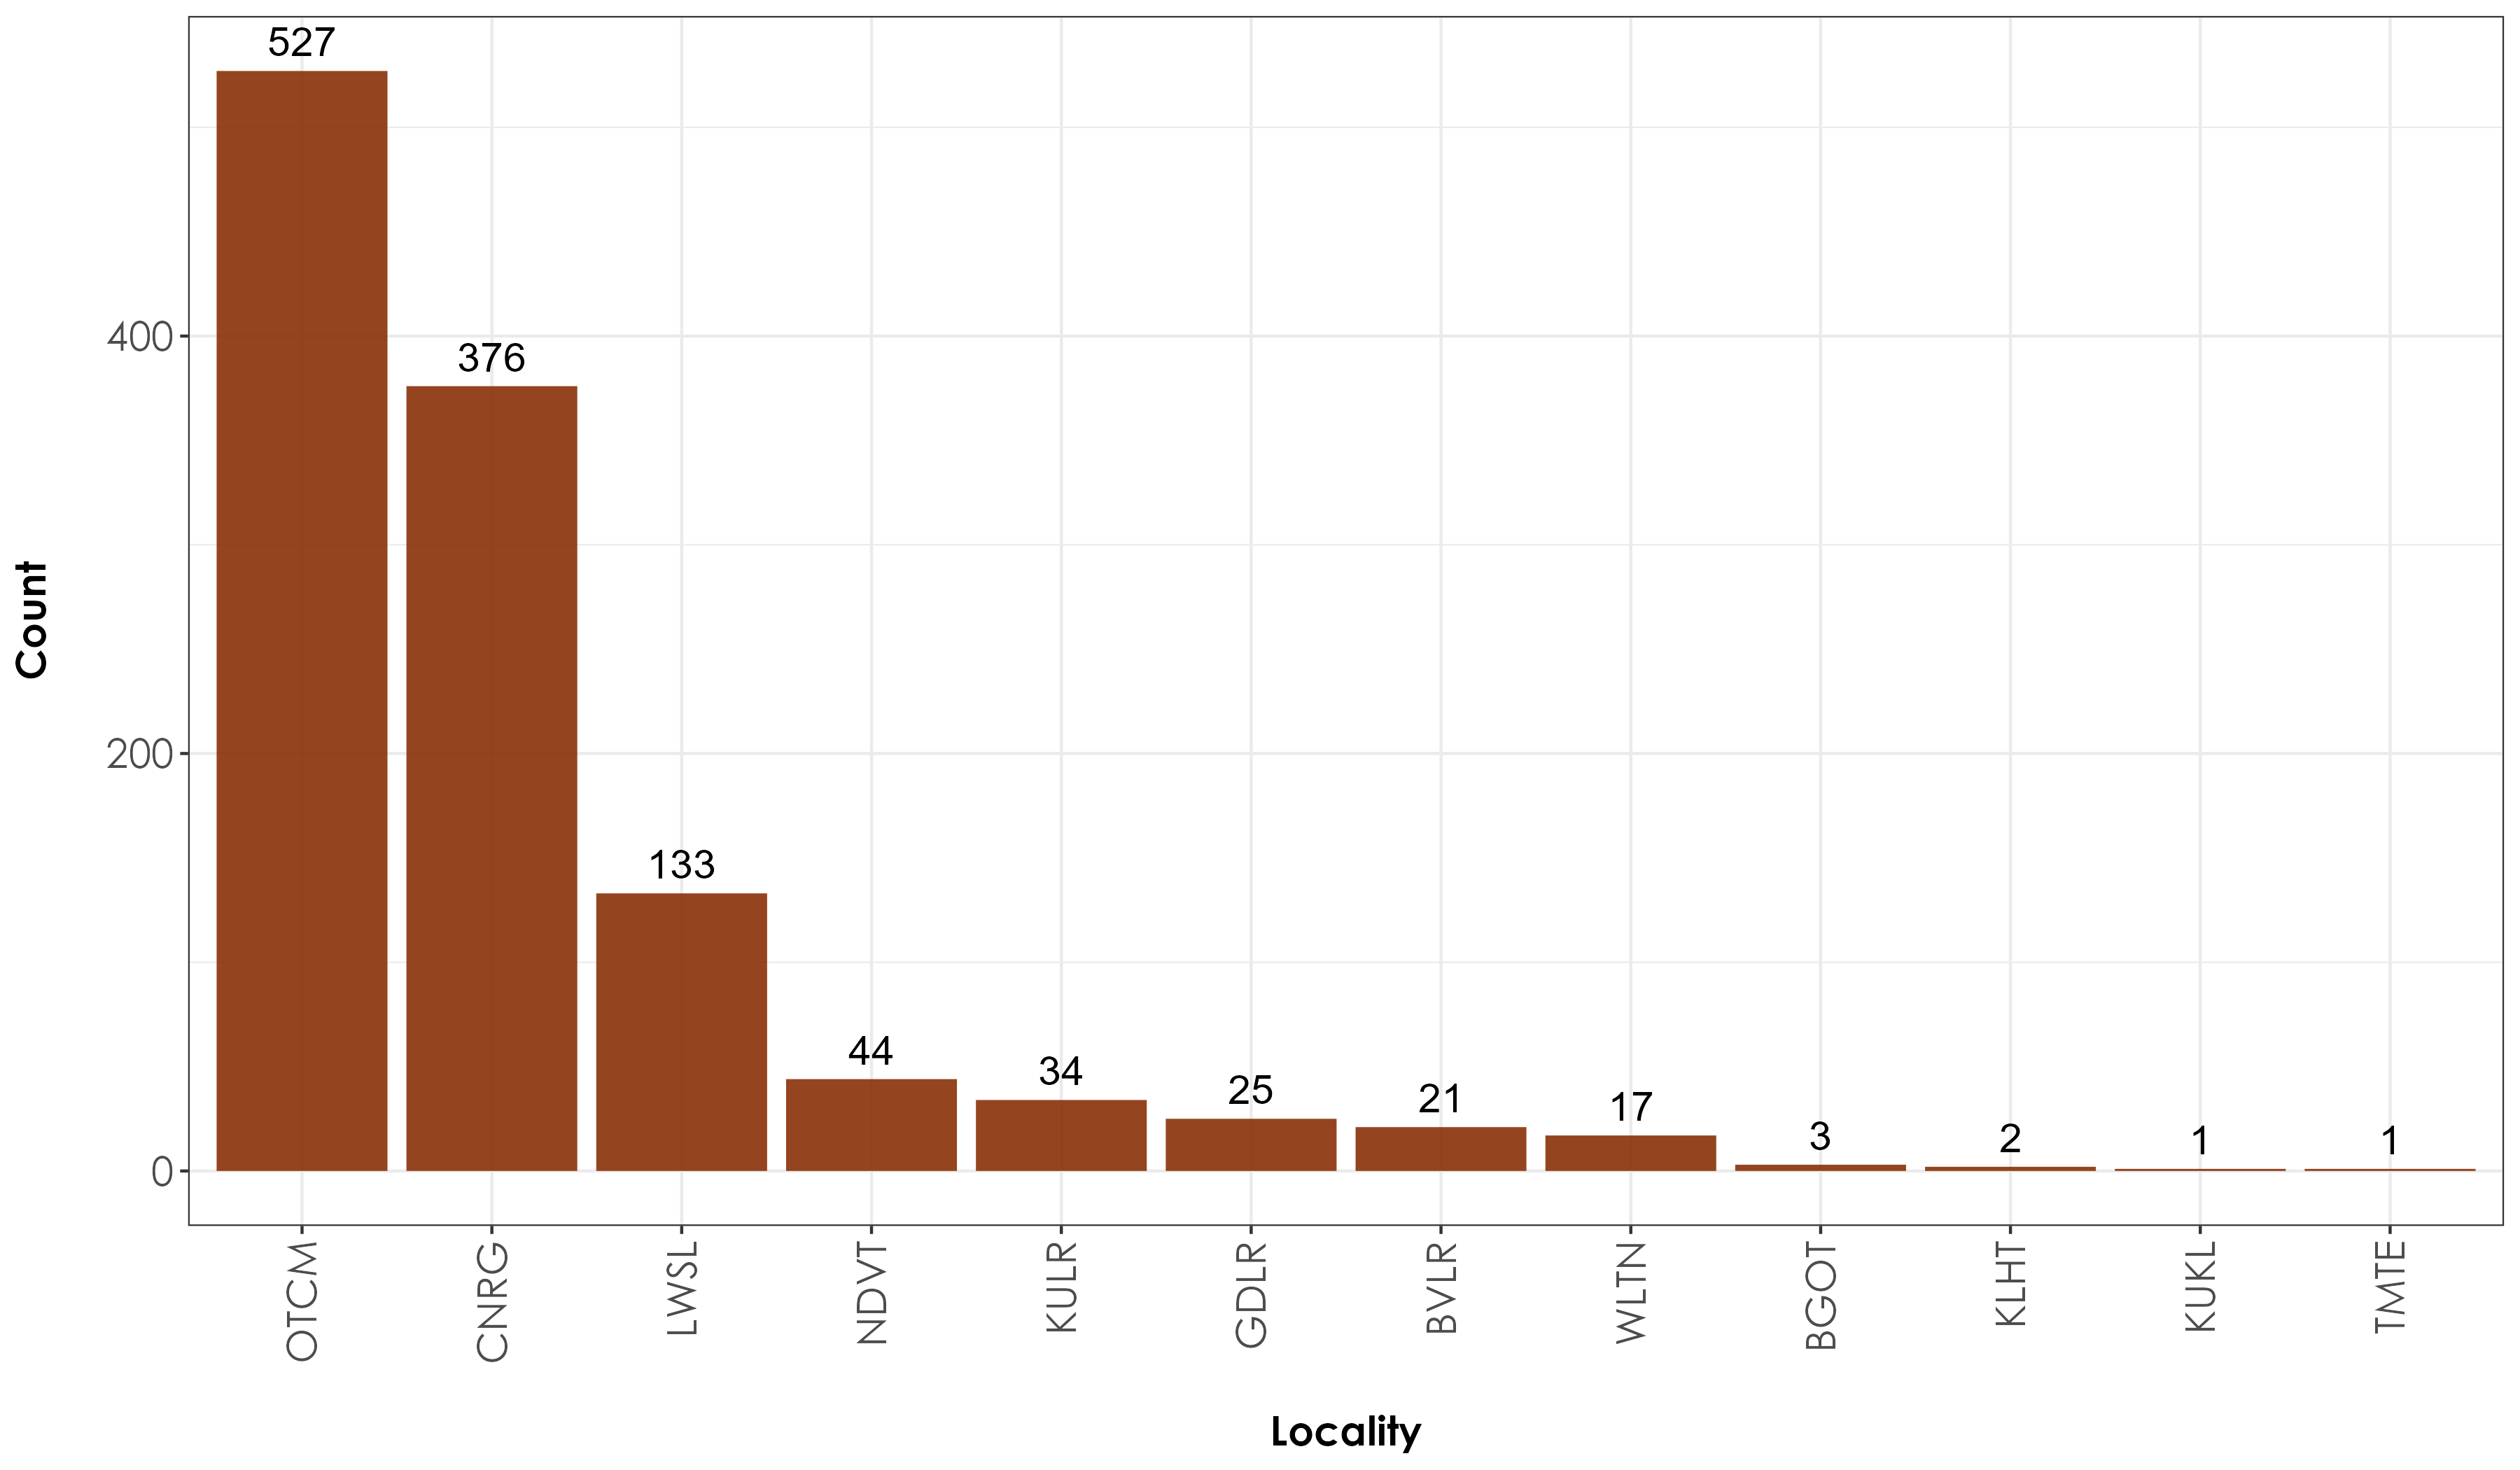 527
376
133
44
34
25
21
17
3
2
1
1
400
200
0
Count
OTCM
CNRG
LWSL
NDVT
KULR
GDLR
BVLR
WLTN
BGOT
KLHT
KUKL
TMTE
Locality